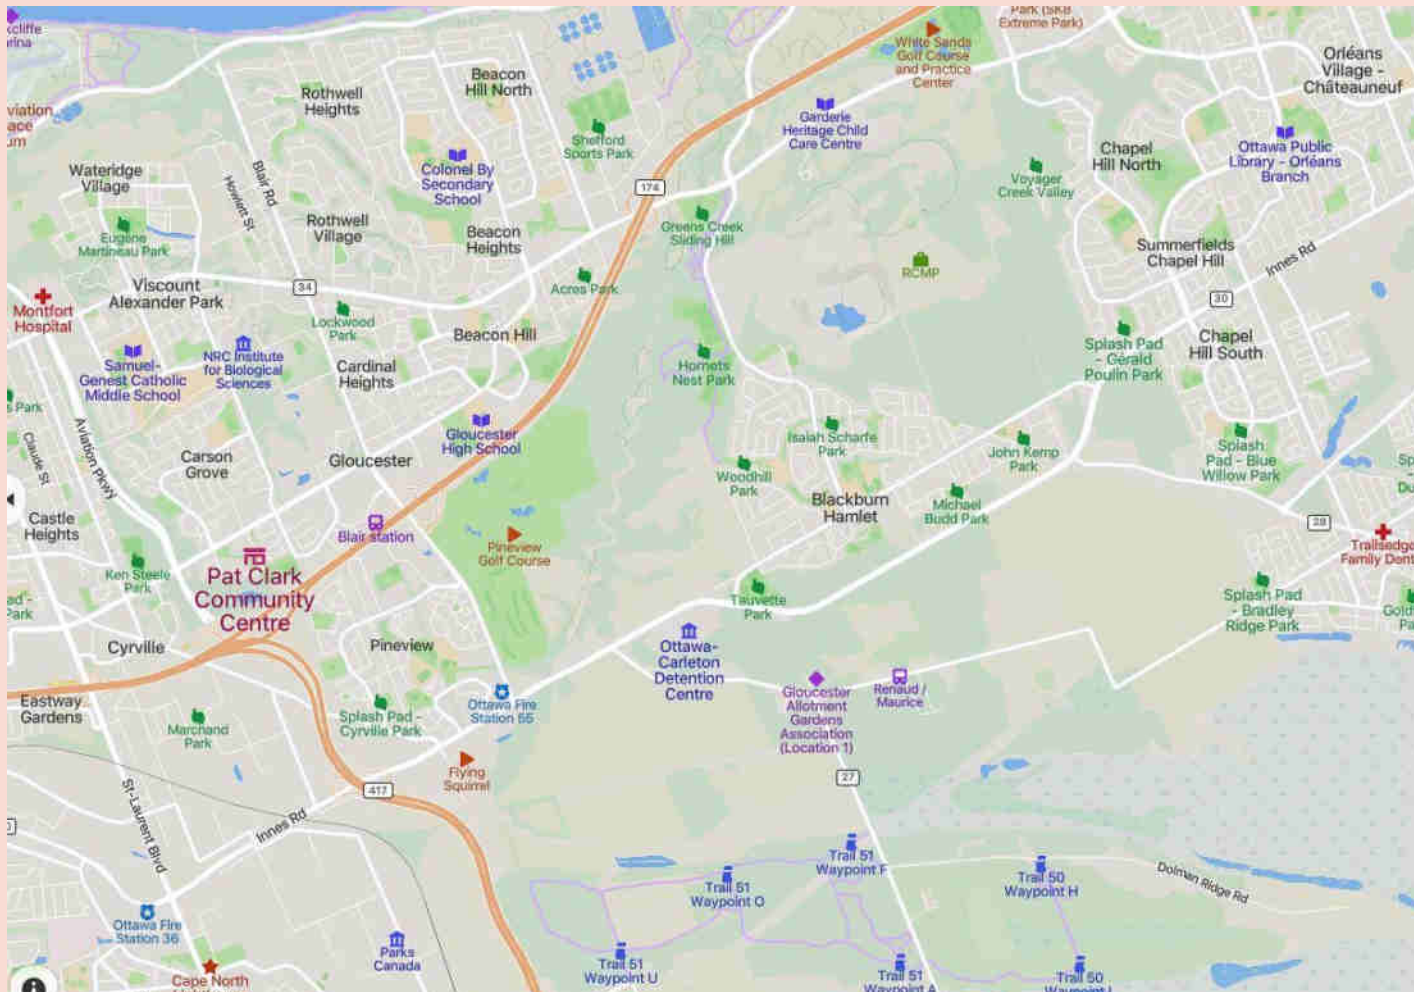 Park (SKB
Extreme Park)
White Sands
Golf Course
and Practice
Center
Orléans
Village -
Châteauneuf
Beacon
Hill North
Rothwell
Heights
Garderie
Heritage Child
Care Centre
Shefford
Sports Park
Ottawa Public
Library - Orléans
Branch
Chapel
Hill North
Colonel By
Secondary
School
Wateridge
Village
Blair Rd
Howlett St
Voyager
Creek Valley
174
Rothwell
Village
Beacon
Heights
Greens Creek
Sliding Hill
Eugène
Martineau Park
Summerfields
Chapel Hill
Innes Rd
RCMP
Viscount
Alexander Park
34
Acres Park
30
Montfort
Hospital
Lockwood
Park
Beacon Hill
Splash Pad
- Gérald
Poulin Park
Chapel
Hill South
Samuel-
Genest Catholic
Middle School
NRC Institute
for Biological
Sciences
Cardinal
Heights
Hornets
Nest Park
s Park
Claude St
Aviation Pkwy
Carson
Grove
Gloucester
Gloucester
High School
Isaiah Scharfe
Park
John Kemp
Park
Splash
Pad - Blue
Willow Park
Woodhill
Park
Blackburn
Hamlet
Michael
Budd Park
Castle
Heights
Blair station
28
Trailsedge
Family Dent
Pineview
Golf Course
Ken Steele
Park
Pat Clark
Community
Centre
Tauvette
Park
Splash Pad
- Bradley
Ridge Park
Cyrville
Pineview
Ottawa-
Carleton
Detention
Centre
Eastway
Gardens
Gloucester
Allotment
Gardens
Association
(Location 1)
Renaud /
Maurice
Marchand
Park
Splash Pad -
Cyrville Park
Ottawa Fire
Station 55
Flying
Squirrel
27
417
St-Laurent Blvd
Innes Rd
Trail 51
Waypoint F
Trail 51
Waypoint O
Trail 50
Waypoint H
Dolman Ridge Rd
Ottawa Fire
Station 36
Parks
Canada
Trail 51
Waypoint U
Trail 51
Waypoint A
Trail 50
Cape North